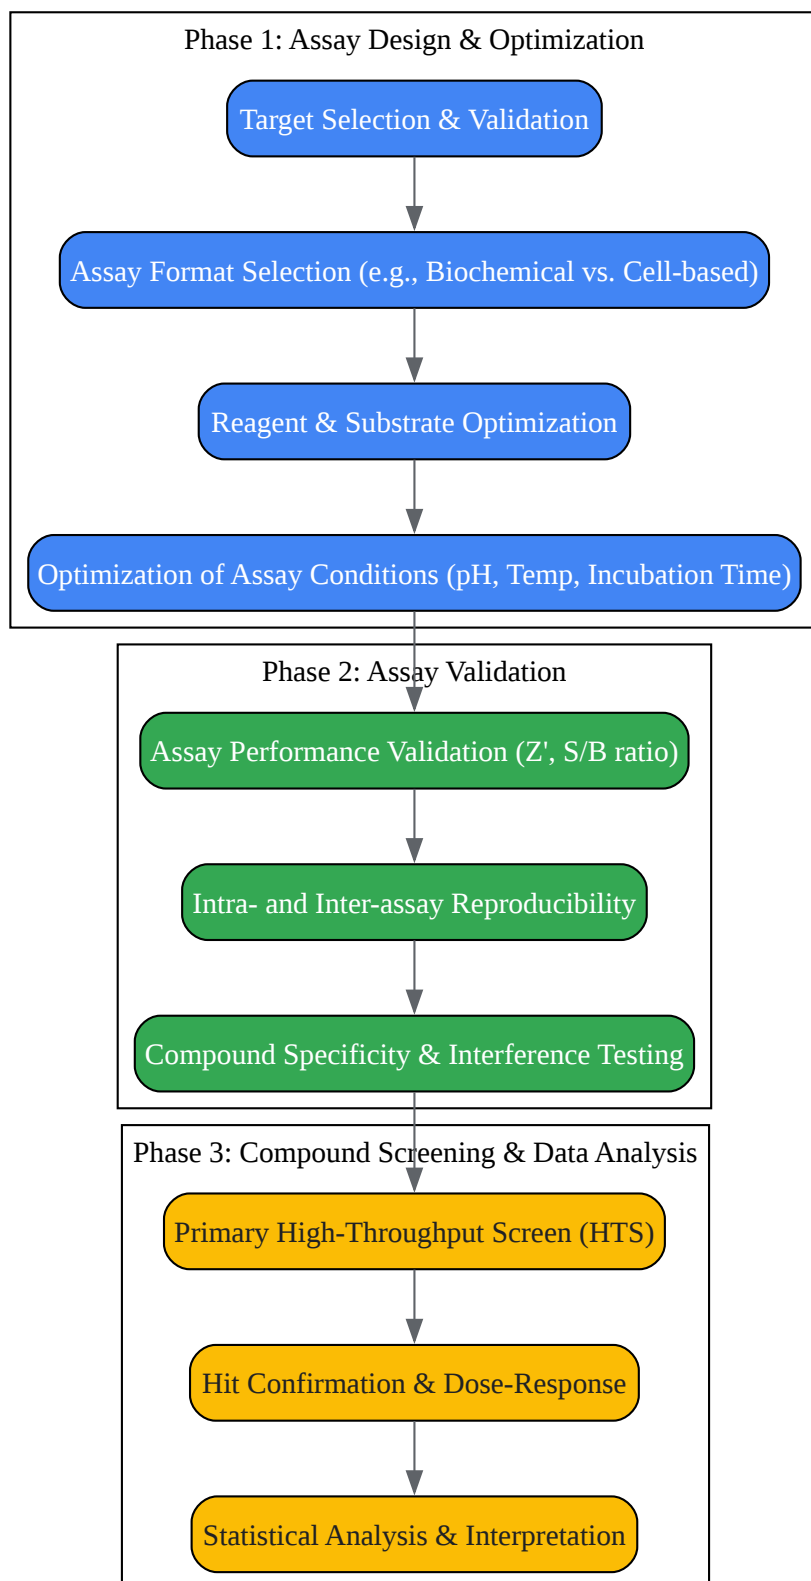 Phase 1: Assay Design & Optimization
Target Selection & Validation
Assay Format Selection (e.g., Biochemical vs. Cell-based)
Reagent & Substrate Optimization
Optimization of Assay Conditions (pH, Temp, Incubation Time)
Phase 2: Assay Validation
Assay Performance Validation (Z', S/B ratio)
Intra- and Inter-assay Reproducibility
Compound Specificity & Interference Testing
Phase 3: Compound Screening & Data Analysis
Primary High-Throughput Screen (HTS)
Hit Confirmation & Dose-Response
Statistical Analysis & Interpretation